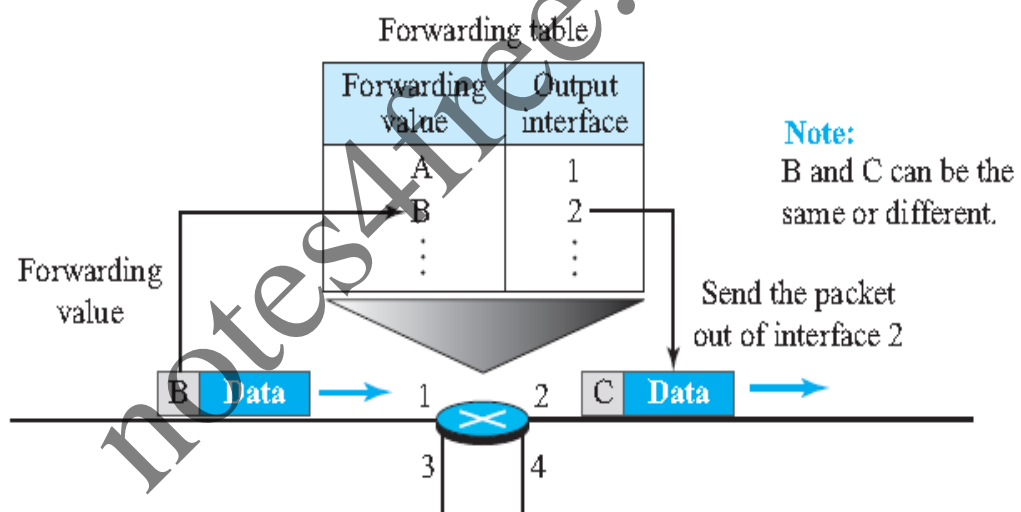 Forwarding table
Forwarding Output
value interface
A 1
B 2
Note:
B and C can be the
same or different.
Forwarding
value
Send the packet
out of interface 2
B Data
1
2
C Data
3
4
notes4free.